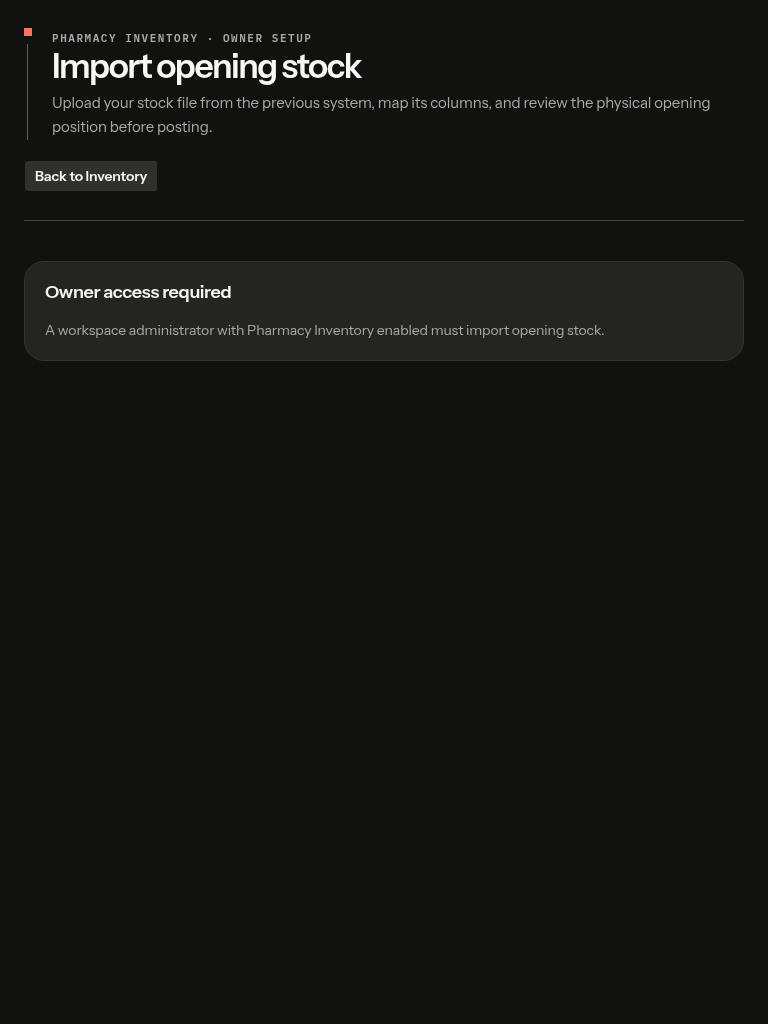 PHARMACY INVENTORY · OWNER SETUP
Import opening stock
Upload your stock file from the previous system, map its columns, and review the physical opening
position before posting.
Back to Inventory
Owner access required
A workspace administrator with Pharmacy Inventory enabled must import opening stock.